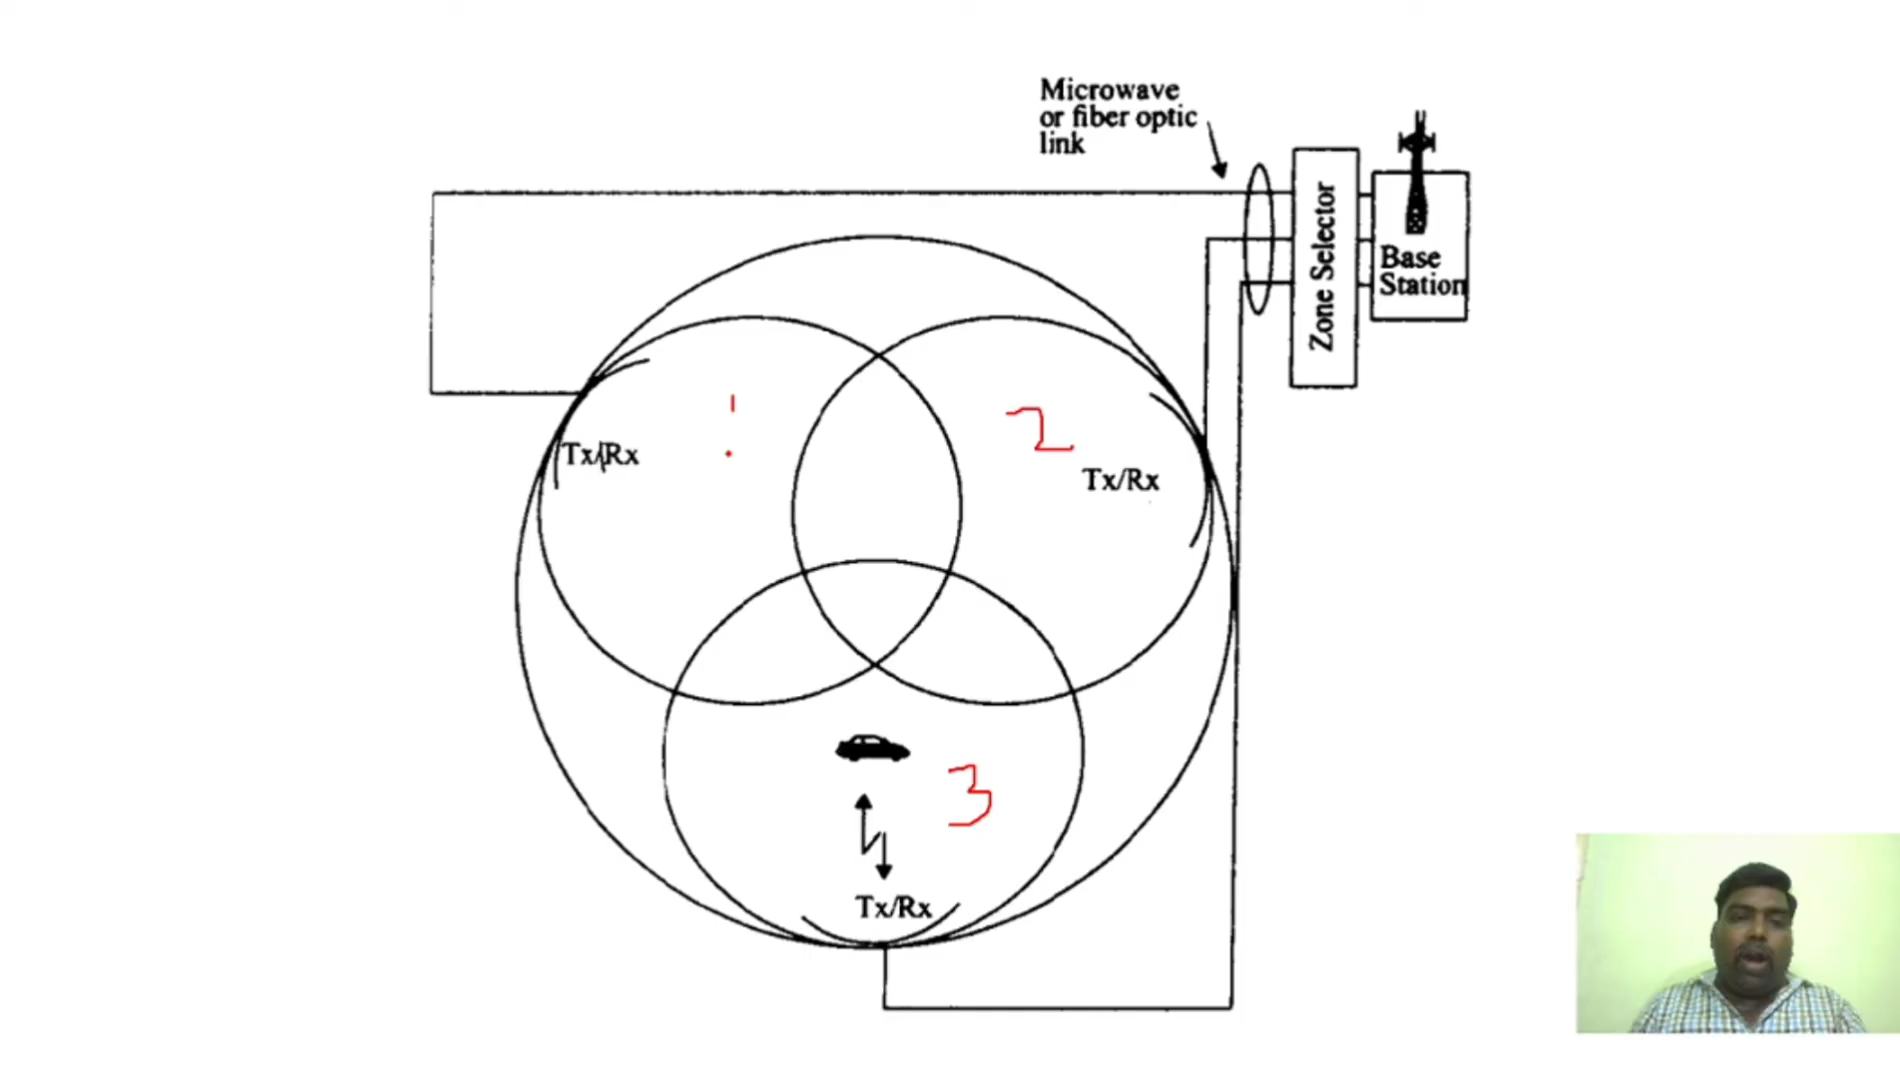 Microwave
or fiber optic
link
Zone Selector
Base
Station
1
2
Tx/Rx
Tx/Rx
3
Tx/Rx